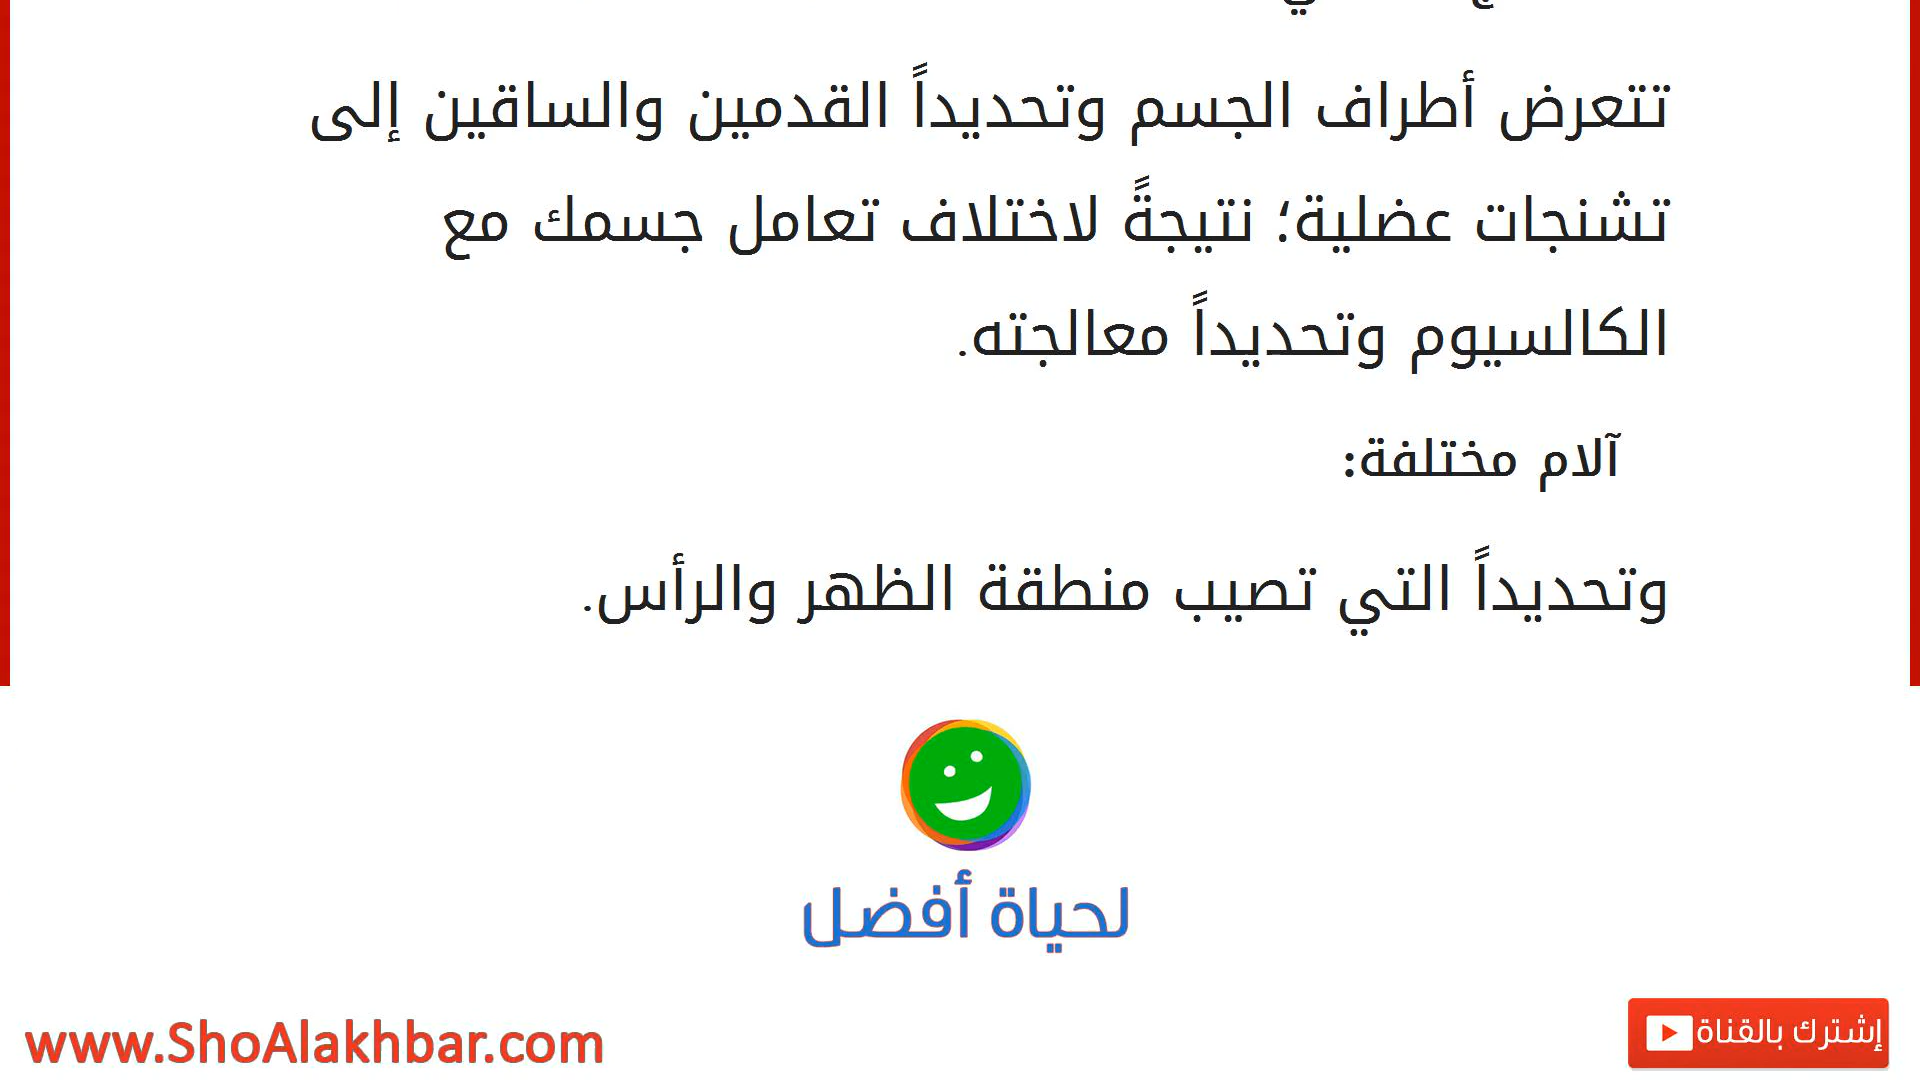 تتعرض أطراف الجسم وتحديداً القدمين والساقين إلى
تشنجات عضلية؛ نتيجةً لاختلاف تعامل جسمك مع
الكالسيوم وتحديداً معالجته.
آلام مختلفة:
وتحديداً التي تصيب منطقة الظهر والرأس.
لحياة أفضل
www.ShoAlakhbar.com
إشترك بالقناة